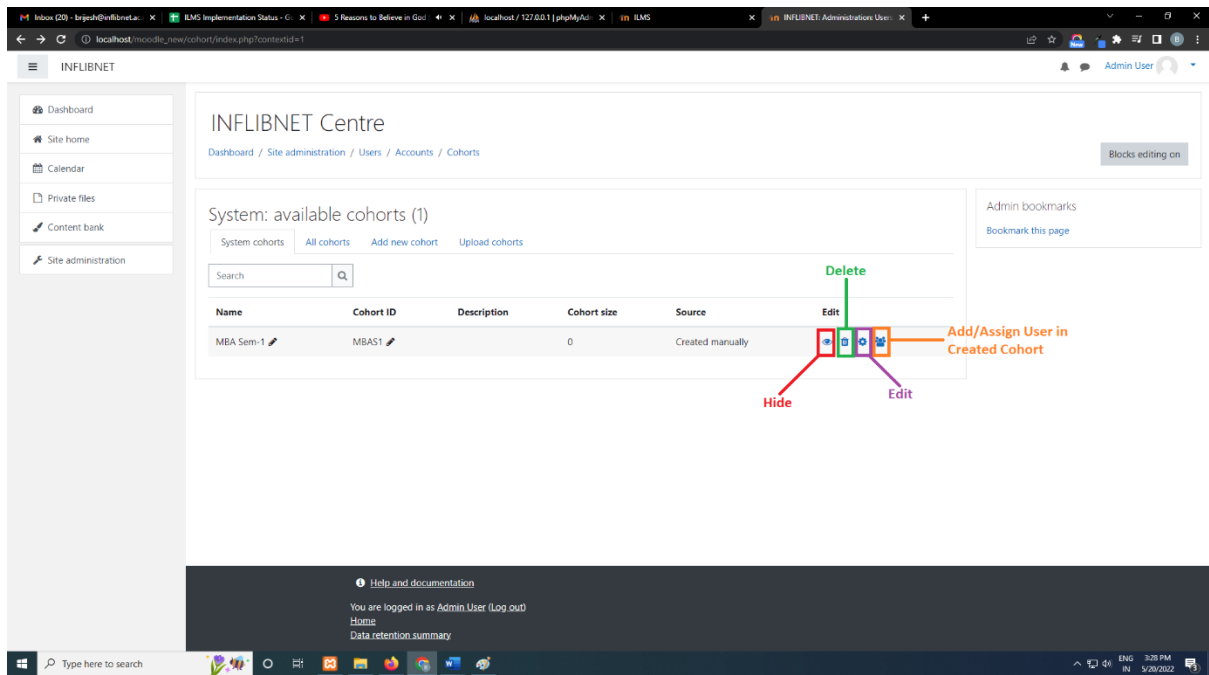 Inbox (20) - brijesh@inflibnet.ac.
ILMS Implementation Status - G
5 Reasons to Believe in God
localhost / 127.0.0.1 | phpMyAd
ILMS
INFLIBNET: Administration: Users
localhost/moodle_new/cohort/index.php?contextid=1
New
B
INFLIBNET
Admin User
Dashboard
Site home
Calendar
Private files
Content bank
Site administration
INFLIBNET Centre
Dashboard / Site administration / Users / Accounts / Cohorts
Blocks editing on
System: available cohorts (1)
System cohorts All cohorts Add new cohort Upload cohorts
Search
Admin bookmarks
Bookmark this page
Delete
Name Cohort ID Description Cohort size Source Edit
MBA Sem-1 MBAS1 0 Created manually
Add/Assign User in
Created Cohort
Hide
Edit
Help and documentation
You are logged in as Admin User (Log out)
Home
Data retention summary
Type here to search
ENG
IN
3:28 PM
5/20/2022